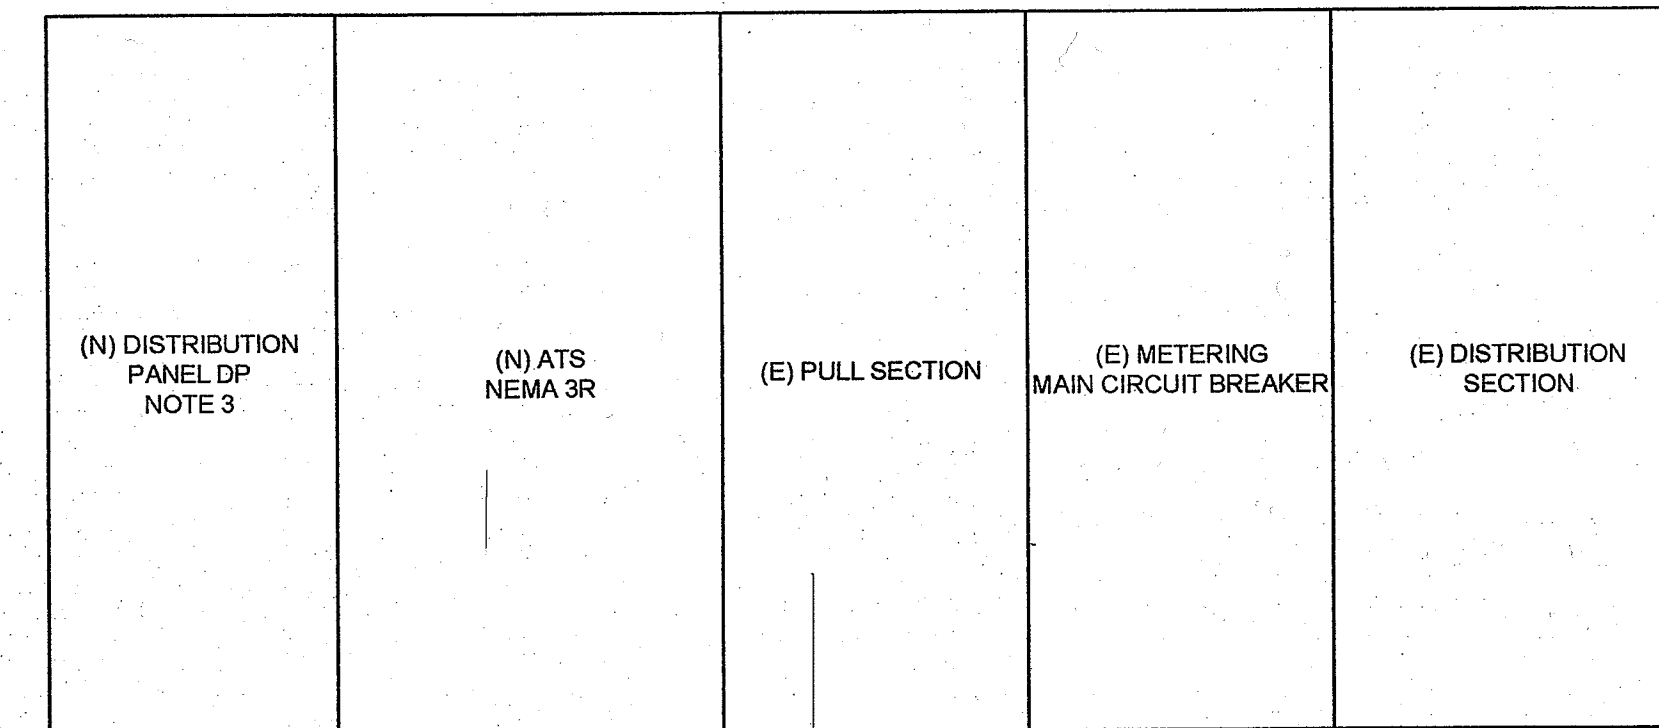 (N) DISTRIBUTION
PANEL DP
NOTE 3
(N) ATS
NEMA 3R
(E) PULL SECTION
(E) METERING
MAIN CIRCUIT BREAKER
(E) DISTRIBUTION
SECTION